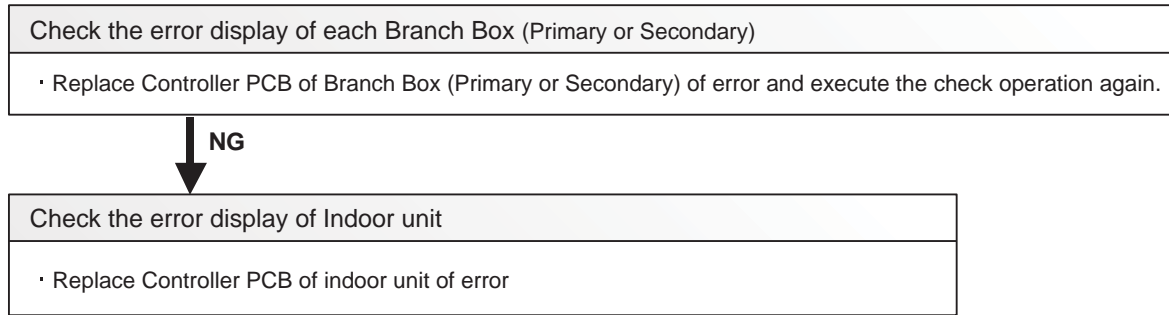 Check the error display of each Branch Box (Primary or Secondary)
・Replace Controller PCB of Branch Box (Primary or Secondary) of error and execute the check operation again.
NG
Check the error display of Indoor unit
・Replace Controller PCB of indoor unit of error